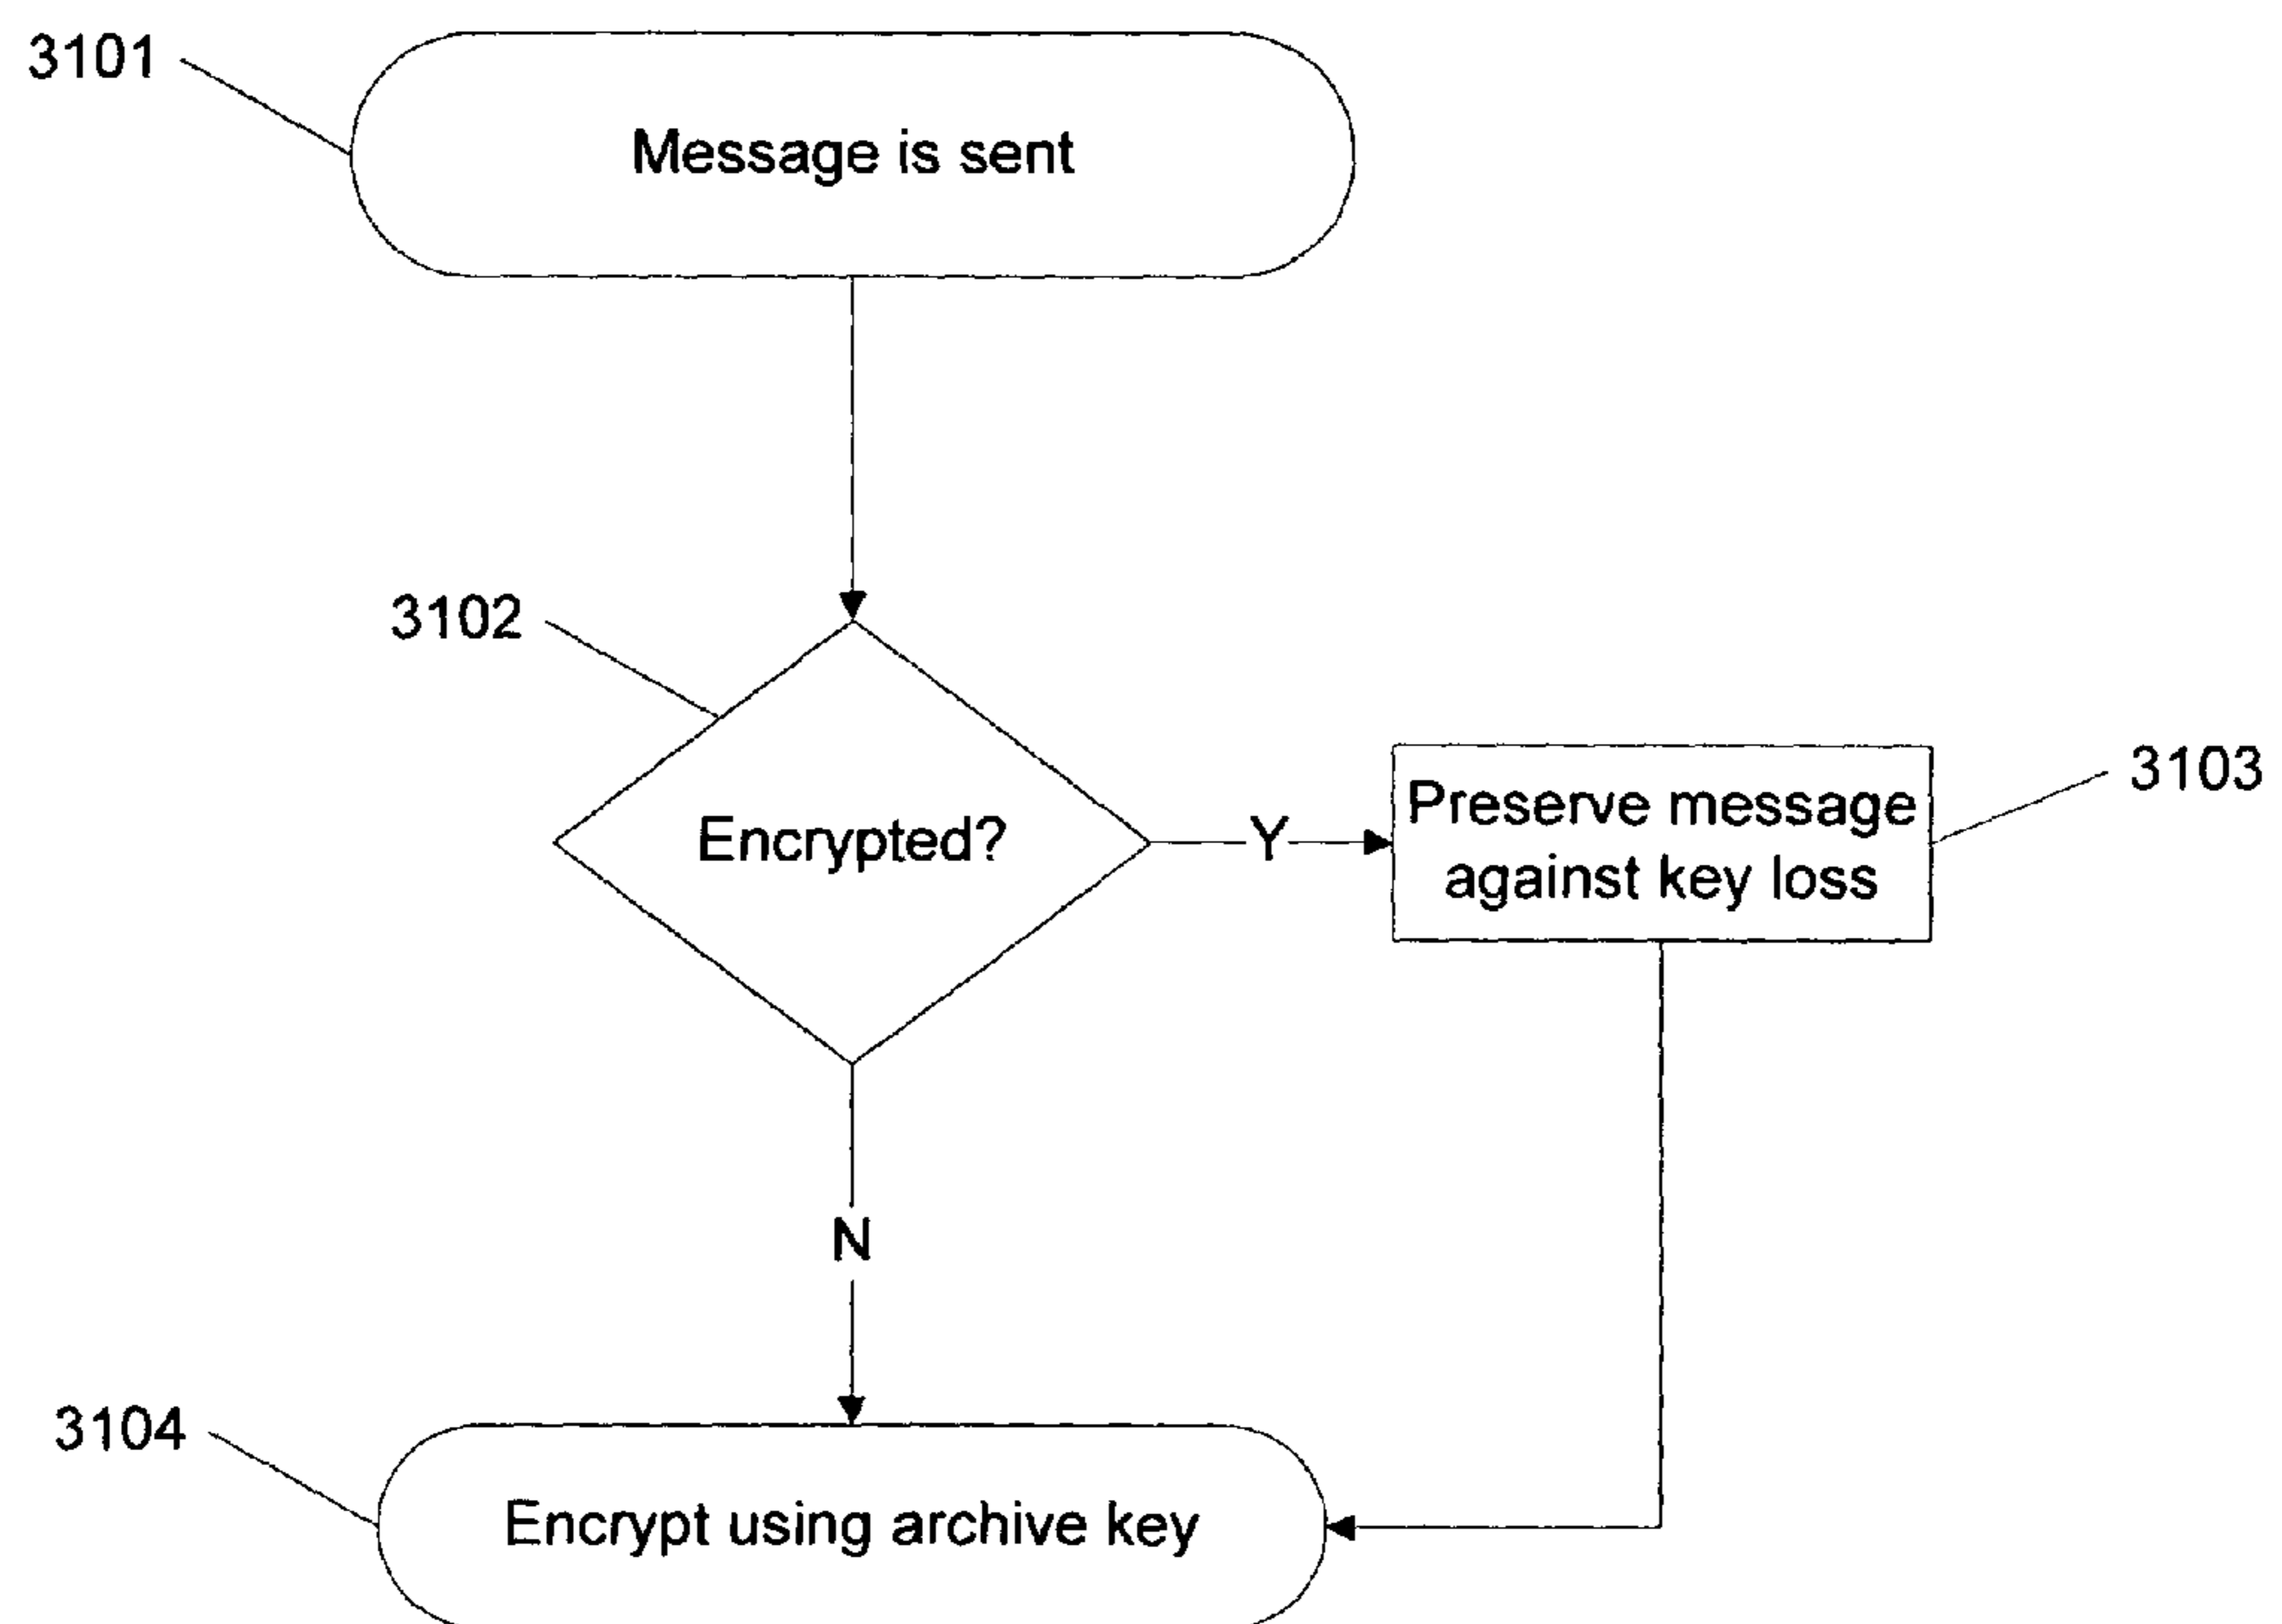 3101
Message is sent
3102
Encrypted?
Y
Preserve message
against key loss
3103
N
3104
Encrypt using archive key